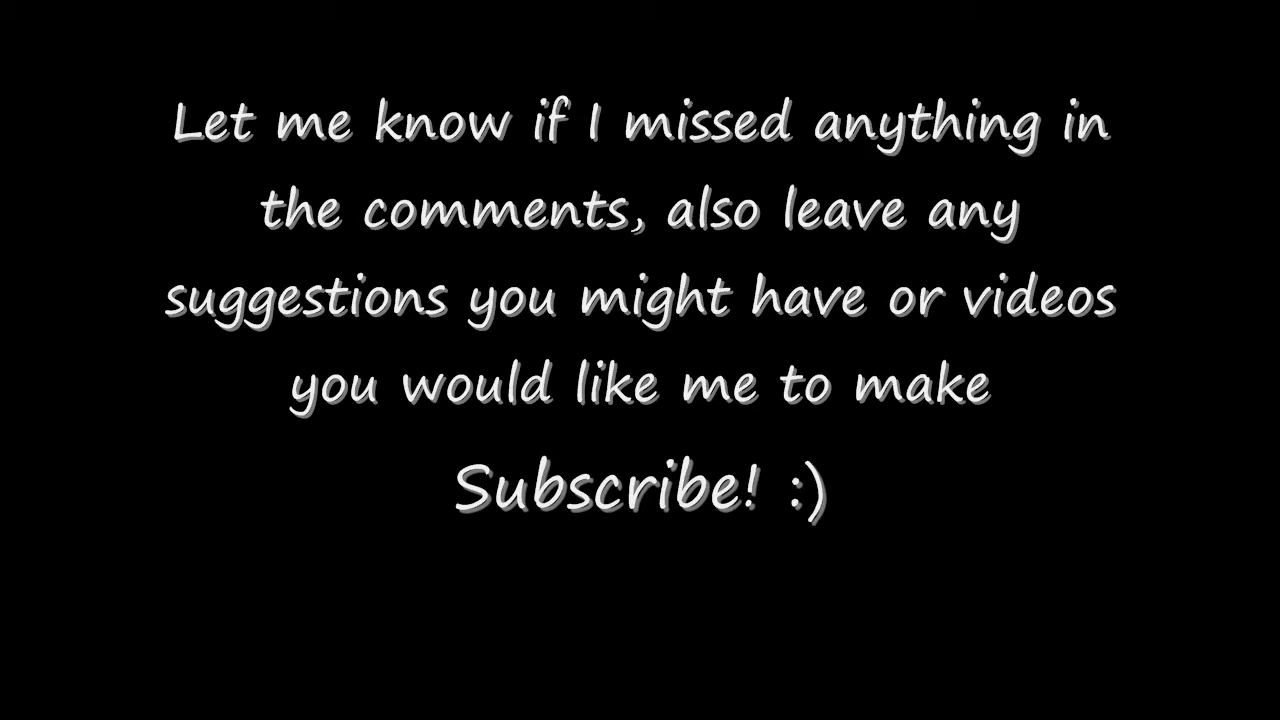 Let me know if I missed anything in
the comments, also leave any
suggestions you might have or videos
you would like me to make
Subscribe! :)